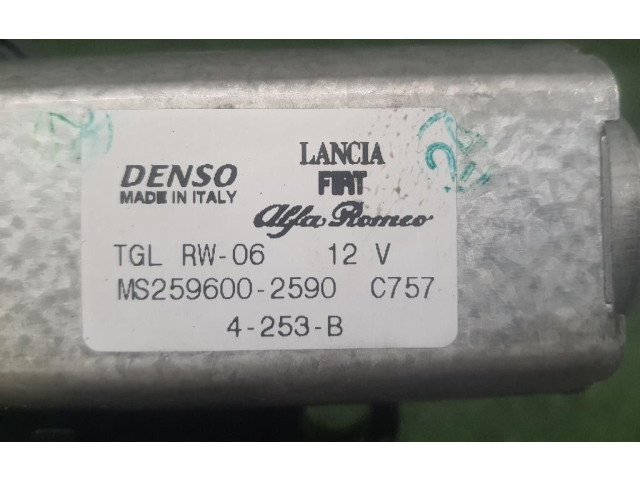 LANCIA
DENSO
FIAT
MADE IN ITALY
Alfa Romeo
TGL RW-06 12 V
MS259600-2590 C757
4-253-B